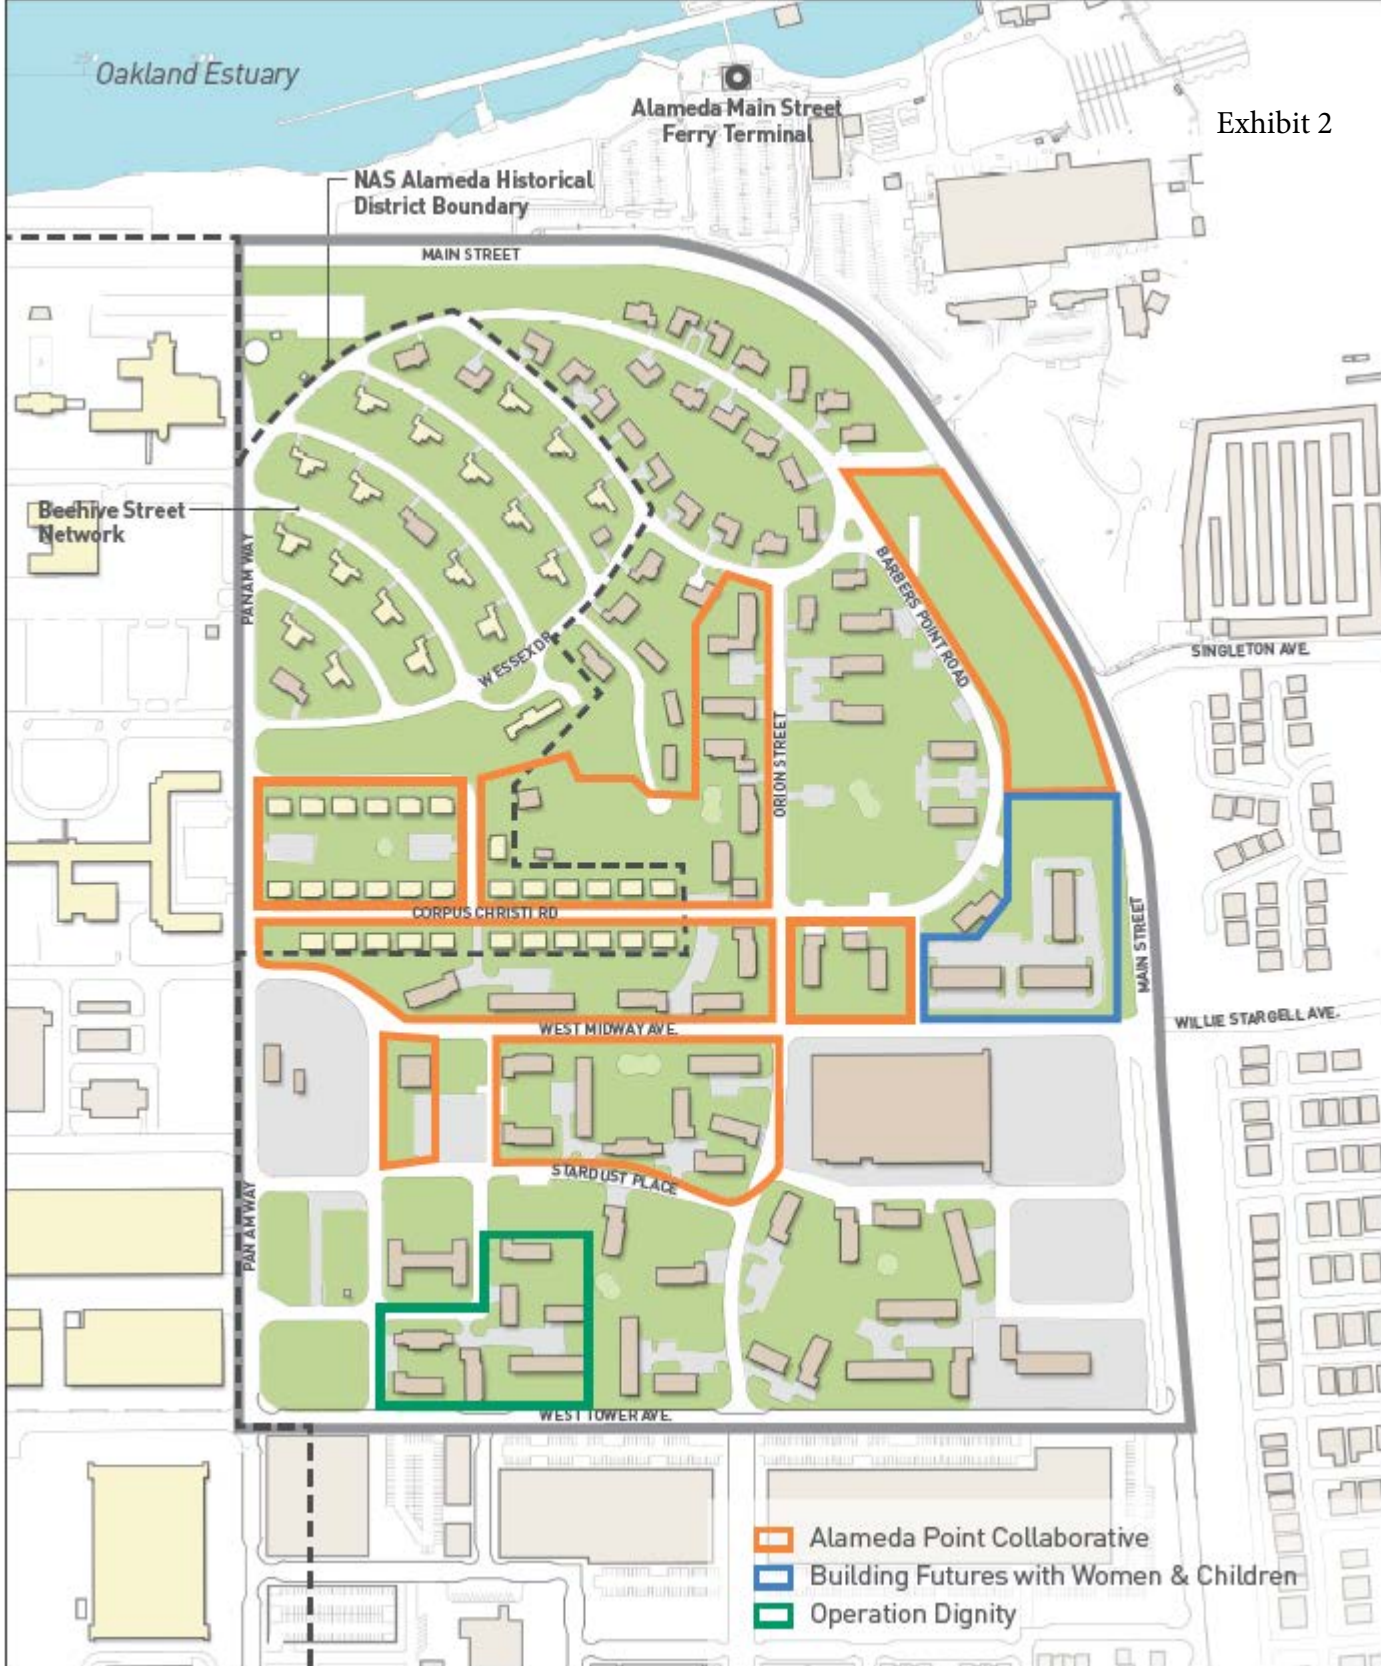 Oakland Estuary
Alameda Main Street
Ferry Terminal
Exhibit 2
NAS Alameda Historical
District Boundary
MAIN STREET
Beehive Street
Network
PAN AM WAY
BARBERS POINT ROAD
WESSEX DR.
SINGLETON AVE.
ORION STREET
CORPUS CHRISTI RD
MAIN STREET
WEST MIDWAY AVE.
WILLIE STARGELL AVE.
STARDUST PLACE
PAN AM WAY
WEST TOWER AVE.
Alameda Point Collaborative
Building Futures with Women & Children
Operation Dignity